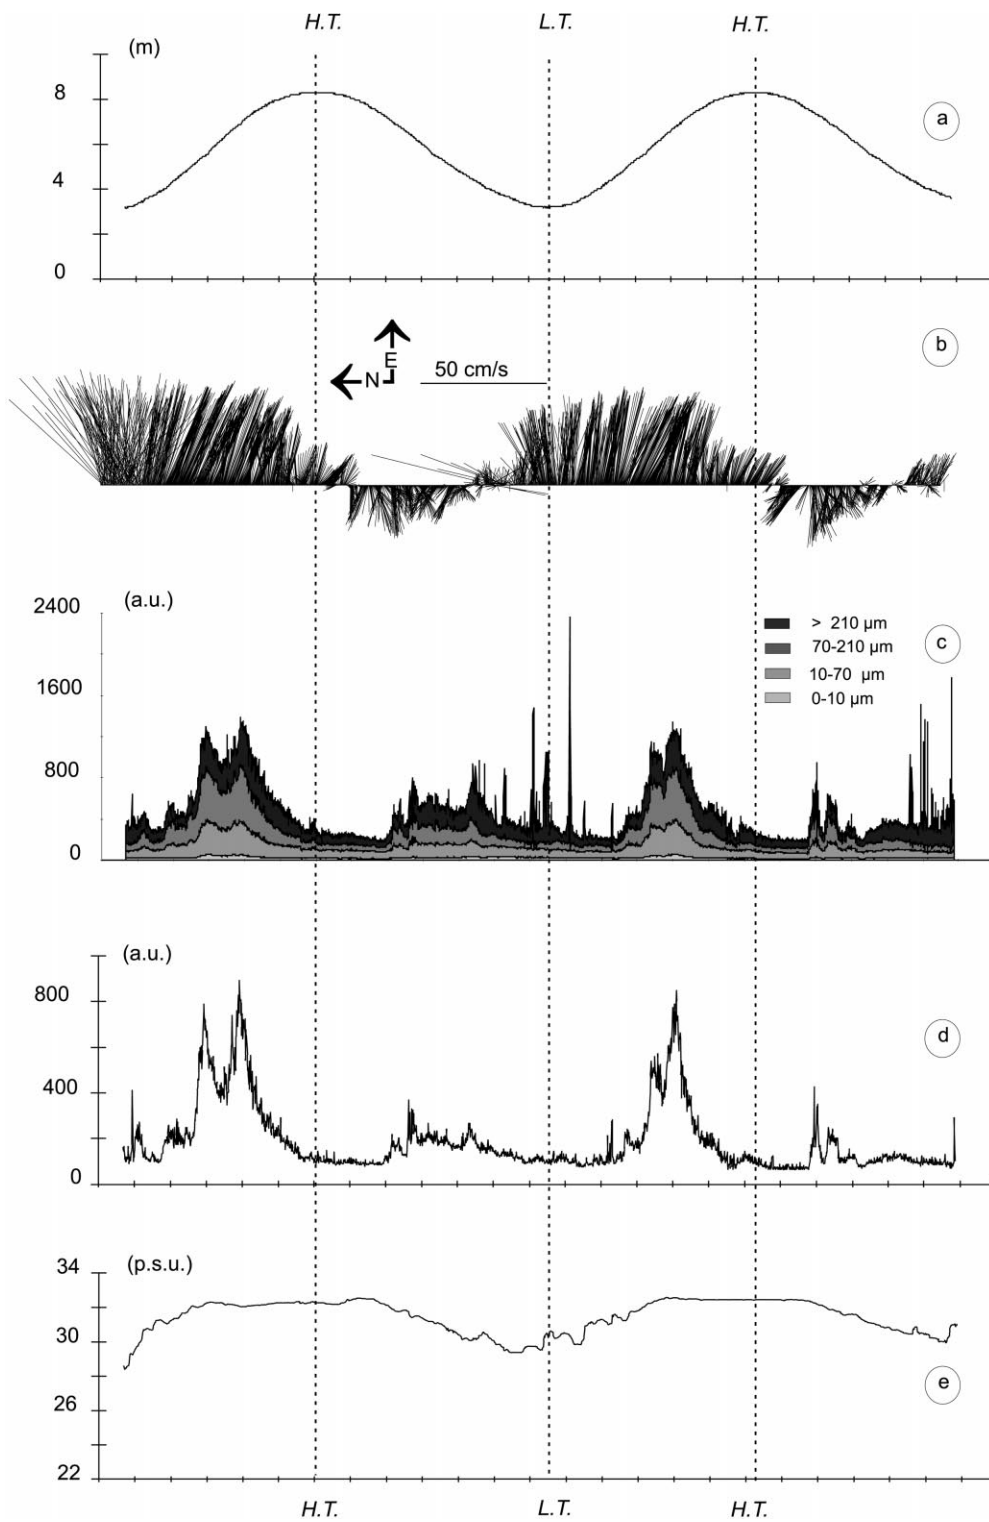 H.T. L.T. H.T.
(m)
8
a
4
0
b
E
50 cm/s
N
(a.u.)
2400
> 210 µm
c
70-210 µm
1600
10-70 µm
0-10 µm
800
0
(a.u.)
800
d
400
0
(p.s.u.)
34
30
e
26
22
H.T. L.T. H.T.